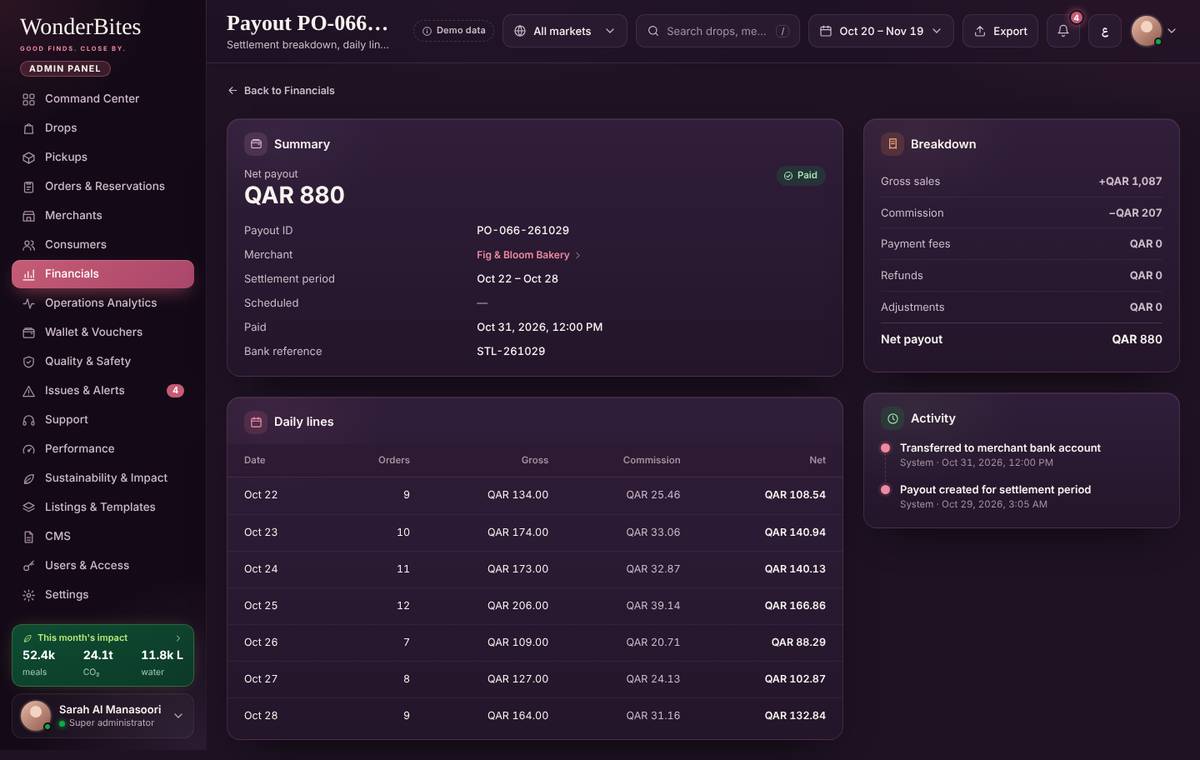 WonderBites
GOOD FINDS. CLOSE BY.
ADMIN PANEL
Command Center
Drops
Pickups
Orders & Reservations
Merchants
Consumers
Financials
Operations Analytics
Wallet & Vouchers
Quality & Safety
Issues & Alerts 4
Support
Performance
Sustainability & Impact
Listings & Templates
CMS
Users & Access
Settings
This month's impact
52.4k 24.1t 11.8k L
meals CO₂ water
Sarah Al Manasoori
Super administrator
Payout PO-066...
Settlement breakdown, daily lin...
Demo data
All markets
Search drops, me... /
Oct 20 – Nov 19
Export
4
ع
Back to Financials
Summary
Net payout
QAR 880
Paid
Payout ID PO-066-261029
Merchant Fig & Bloom Bakery
Settlement period Oct 22 – Oct 28
Scheduled —
Paid Oct 31, 2026, 12:00 PM
Bank reference STL-261029
Daily lines
Date Orders Gross Commission Net
Oct 22 9 QAR 134.00 QAR 25.46 QAR 108.54
Oct 23 10 QAR 174.00 QAR 33.06 QAR 140.94
Oct 24 11 QAR 173.00 QAR 32.87 QAR 140.13
Oct 25 12 QAR 206.00 QAR 39.14 QAR 166.86
Oct 26 7 QAR 109.00 QAR 20.71 QAR 88.29
Oct 27 8 QAR 127.00 QAR 24.13 QAR 102.87
Oct 28 9 QAR 164.00 QAR 31.16 QAR 132.84
Breakdown
Gross sales +QAR 1,087
Commission −QAR 207
Payment fees QAR 0
Refunds QAR 0
Adjustments QAR 0
Net payout QAR 880
Activity
Transferred to merchant bank account
System · Oct 31, 2026, 12:00 PM
Payout created for settlement period
System · Oct 29, 2026, 3:05 AM